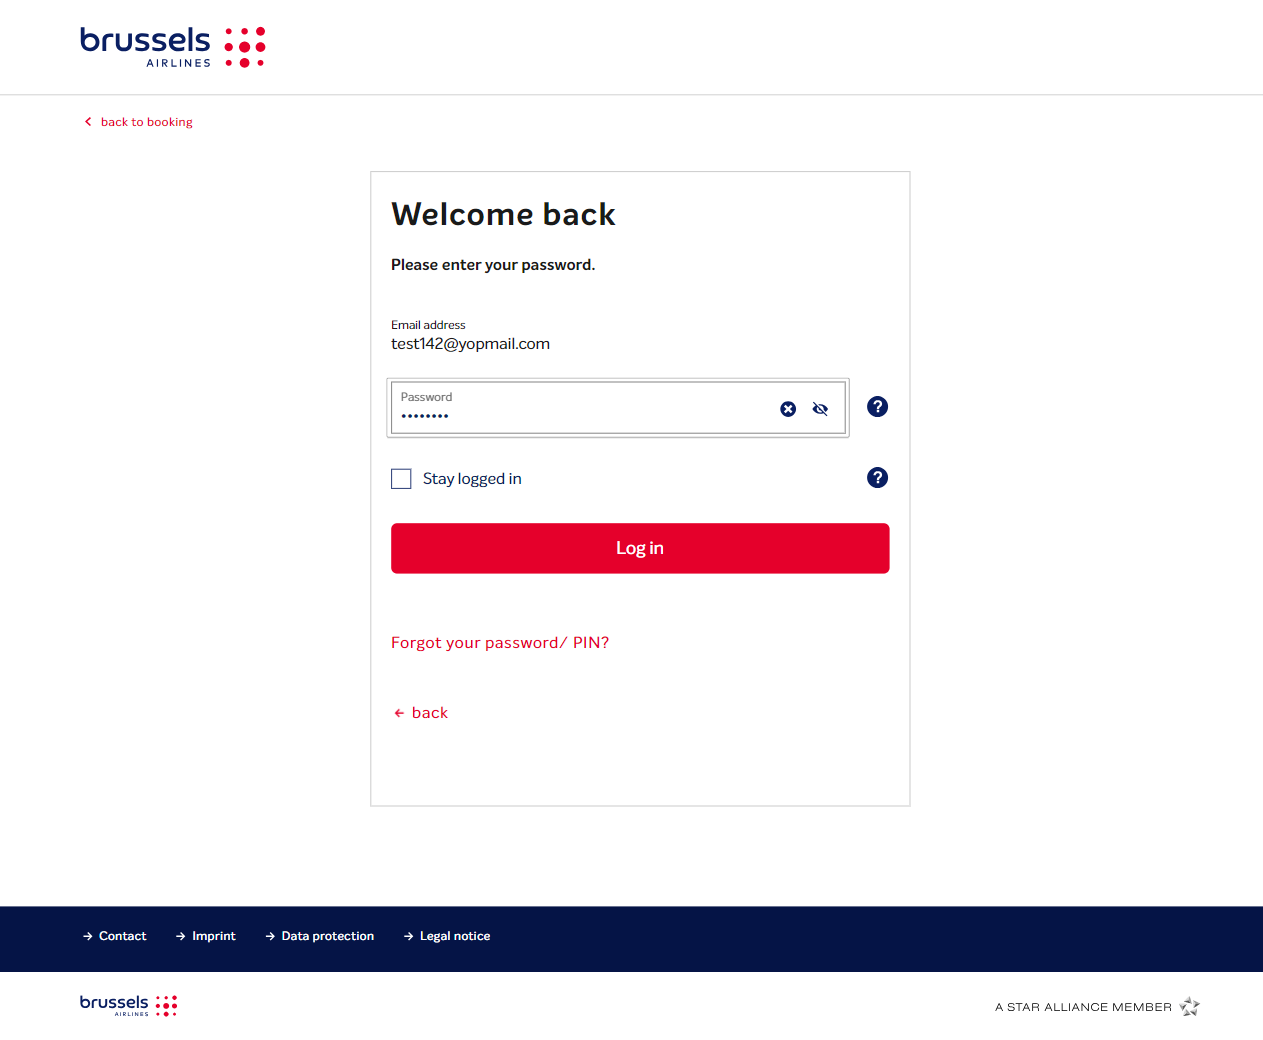 brussels
AIRLINES
back to booking
Welcome back
Please enter your password.
Email address
test142@yopmail.com
Password
••••••••
Stay logged in
Log in
Forgot your password/ PIN?
back
Contact
Imprint
Data protection
Legal notice
brussels
AIRLINES
A STAR ALLIANCE MEMBER